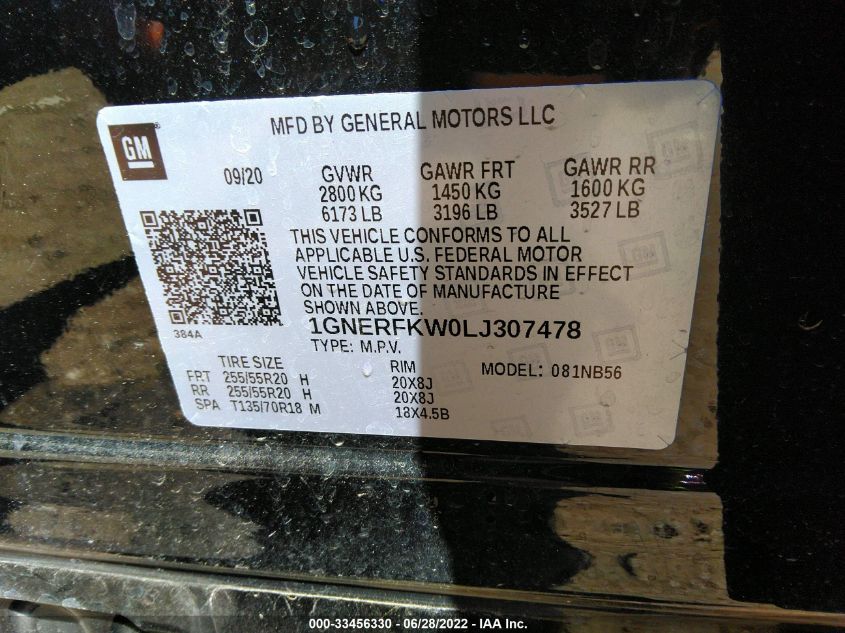 MFD BY GENERAL MOTORS LLC
GM
09/20
GVWR GAWR FRT GAWR RR
2800 KG 1450 KG 1600 KG
6173 LB 3196 LB 3527 LB
THIS VEHICLE CONFORMS TO ALL
APPLICABLE U.S. FEDERAL MOTOR
VEHICLE SAFETY STANDARDS IN EFFECT
ON THE DATE OF MANUFACTURE
SHOWN ABOVE.
384A
1GNERFKW0LJ307478
TYPE: M.P.V.
TIRE SIZE RIM MODEL: 081NB56
FRT 255/55R20 H 20X8J
RR 255/55R20 H 20X8J
SPA T135/70R18 M 18X4.5B
000-33456330 - 06/28/2022 - IAA Inc.